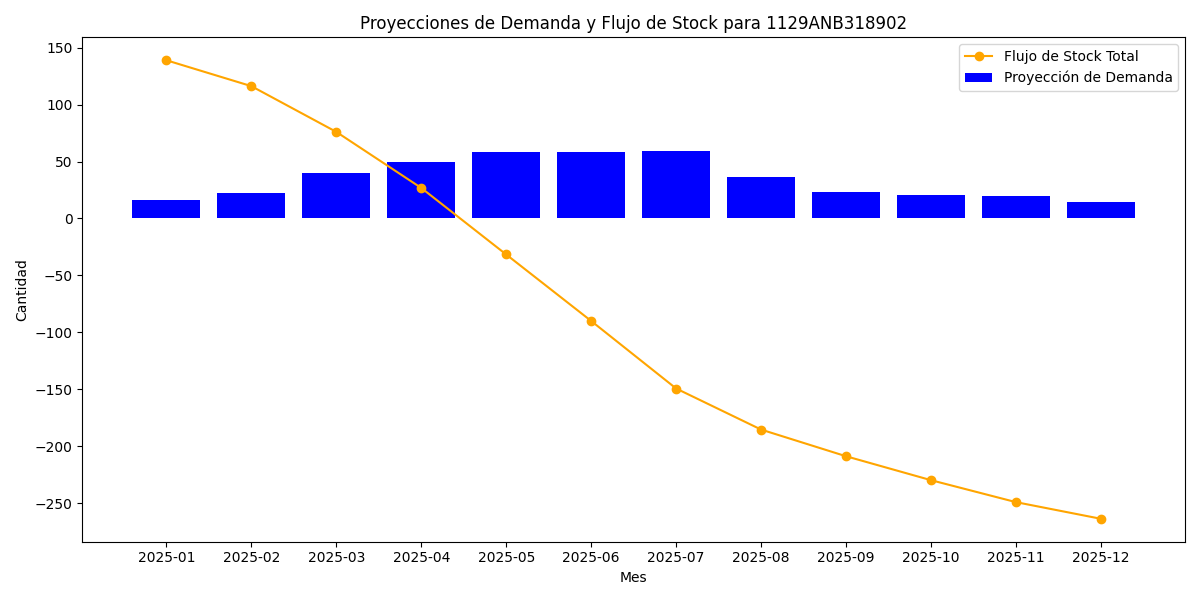 Proyecciones de Demanda y Flujo de Stock para 1129ANB318902
Flujo de Stock Total
Proyección de Demanda
Cantidad
150
100
50
0
−50
−100
−150
−200
−250
2025-01 2025-02 2025-03 2025-04 2025-05 2025-06 2025-07 2025-08 2025-09 2025-10 2025-11 2025-12
Mes